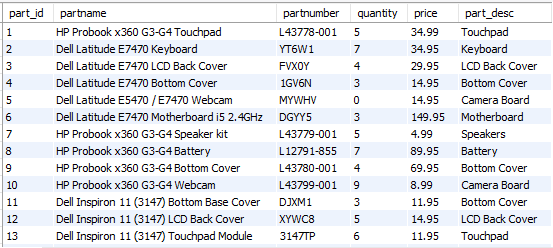 part_id partname partnumber quantity price part_desc
1 HP Probook x360 G3-G4 Touchpad L43778-001 5 34.99 Touchpad
2 Dell Latitude E7470 Keyboard YT6W1 7 34.95 Keyboard
3 Dell Latitude E7470 LCD Back Cover FVX0Y 4 29.95 LCD Back Cover
4 Dell Latitude E7470 Bottom Cover 1GV6N 3 14.95 Bottom Cover
5 Dell Latitude E5470 / E7470 Webcam MYWHV 0 14.95 Camera Board
6 Dell Latitude E7470 Motherboard i5 2.4GHz DGYY5 3 149.95 Motherboard
7 HP Probook x360 G3-G4 Speaker kit L43779-001 5 4.99 Speakers
8 HP Probook x360 G3-G4 Battery L12791-855 7 89.95 Battery
9 HP Probook x360 G3-G4 Bottom Cover L43780-001 4 69.95 Bottom Cover
10 HP Probook x360 G3-G4 Webcam L43799-001 9 8.99 Camera Board
11 Dell Inspiron 11 (3147) Bottom Base Cover DJXM1 3 11.95 Bottom Cover
12 Dell Inspiron 11 (3147) LCD Back Cover XYWC8 5 14.95 LCD Back Cover
13 Dell Inspiron 11 (3147) Touchpad Module 3147TP 6 11.95 Touchpad